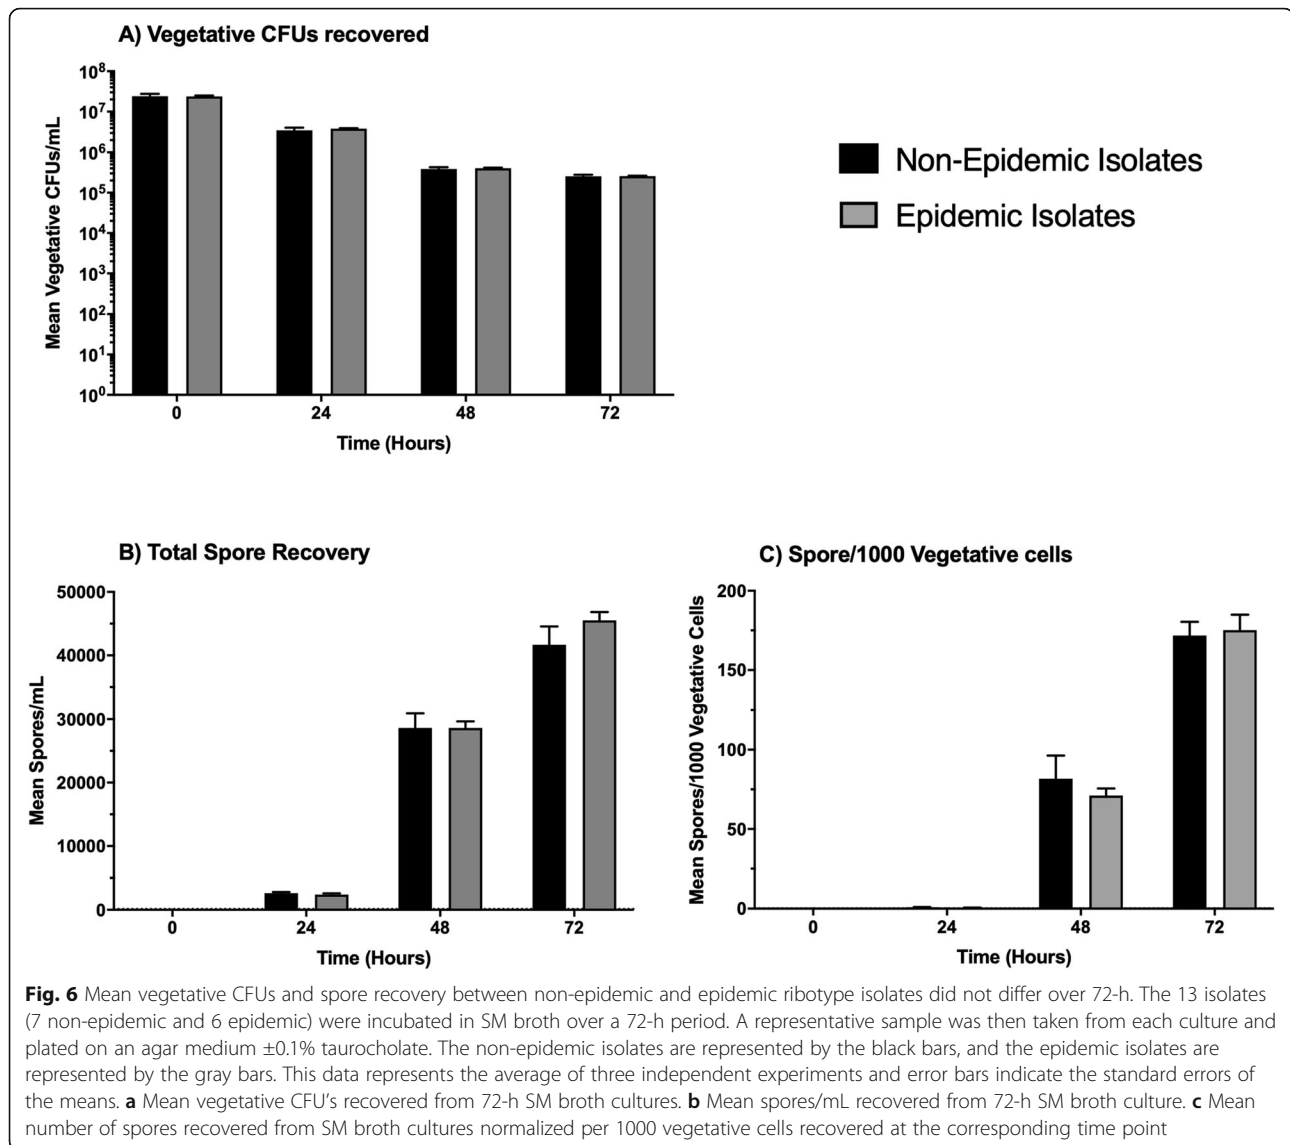 A) Vegetative CFUs recovered
10⁸
10⁷
10⁶
10⁵
10⁴
10³
10²
10¹
10⁰
Mean Vegetative CFUs/mL
0 24 48 72
Time (Hours)
Non-Epidemic Isolates
Epidemic Isolates
B) Total Spore Recovery
50000
40000
30000
20000
10000
0
Mean Spores/mL
0 24 48 72
Time (Hours)
C) Spore/1000 Vegetative cells
200
150
100
50
0
Mean Spores/1000 Vegetative Cells
0 24 48 72
Time (Hours)
Fig. 6 Mean vegetative CFUs and spore recovery between non-epidemic and epidemic ribotype isolates did not differ over 72-h. The 13 isolates
(7 non-epidemic and 6 epidemic) were incubated in SM broth over a 72-h period. A representative sample was then taken from each culture and
plated on an agar medium ±0.1% taurocholate. The non-epidemic isolates are represented by the black bars, and the epidemic isolates are
represented by the gray bars. This data represents the average of three independent experiments and error bars indicate the standard errors of
the means. a Mean vegetative CFU's recovered from 72-h SM broth cultures. b Mean spores/mL recovered from 72-h SM broth culture. c Mean
number of spores recovered from SM broth cultures normalized per 1000 vegetative cells recovered at the corresponding time point